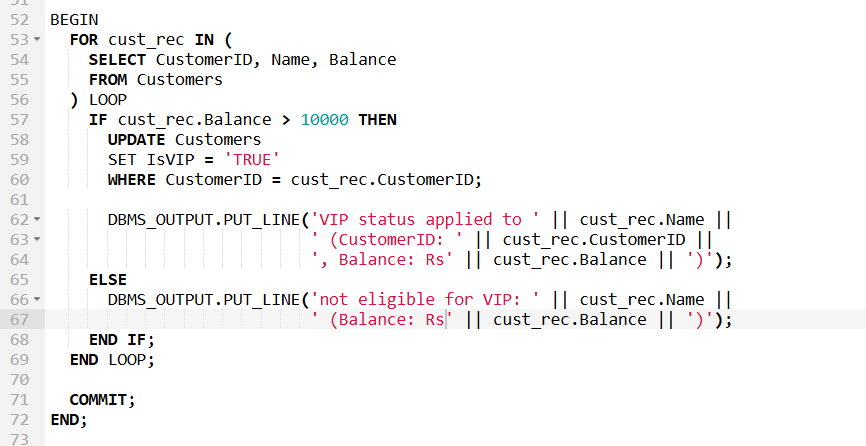 52 BEGIN
53 FOR cust_rec IN (
54 SELECT CustomerID, Name, Balance
55 FROM Customers
56 ) LOOP
57 IF cust_rec.Balance > 10000 THEN
58 UPDATE Customers
59 SET IsVIP = 'TRUE'
60 WHERE CustomerID = cust_rec.CustomerID;
61
62 DBMS_OUTPUT.PUT_LINE('VIP status applied to ' || cust_rec.Name ||
63 ' (CustomerID: ' || cust_rec.CustomerID ||
64 ', Balance: Rs' || cust_rec.Balance || ')');
65 ELSE
66 DBMS_OUTPUT.PUT_LINE('not eligible for VIP: ' || cust_rec.Name ||
67 ' (Balance: Rs' || cust_rec.Balance || ')');
68 END IF;
69 END LOOP;
70
71 COMMIT;
72 END;
73